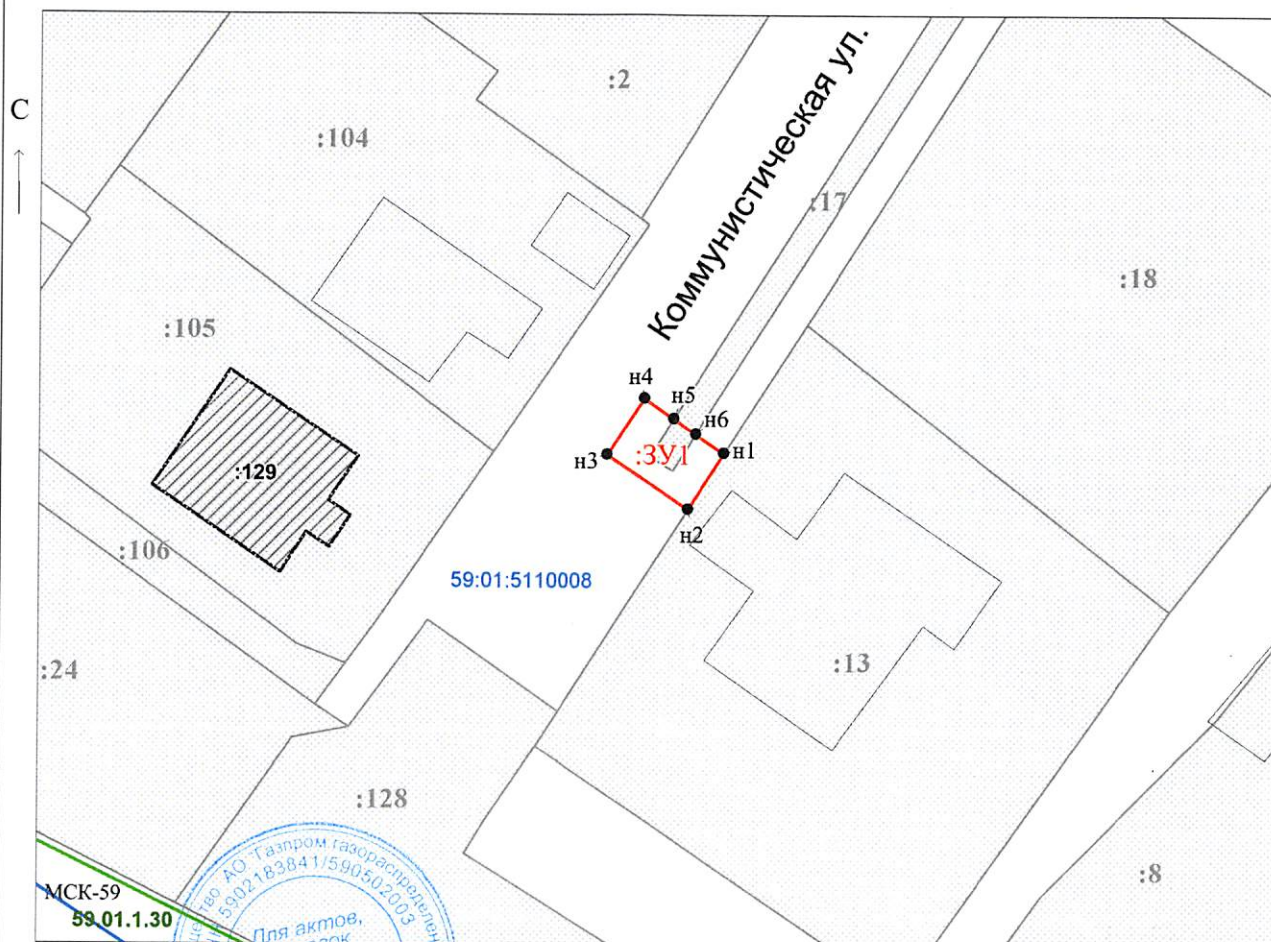 С
:2
:104
Коммунистическая ул.
:17
:18
:105
н4
н5
н6
н1
н3
:ЗУ1
н2
:129
:106
59:01:5110008
:24
:13
:128
:8
МСК-59
59.01.1.30
АО "Газпром газораспределен
5902183841/590502003
Для актов,